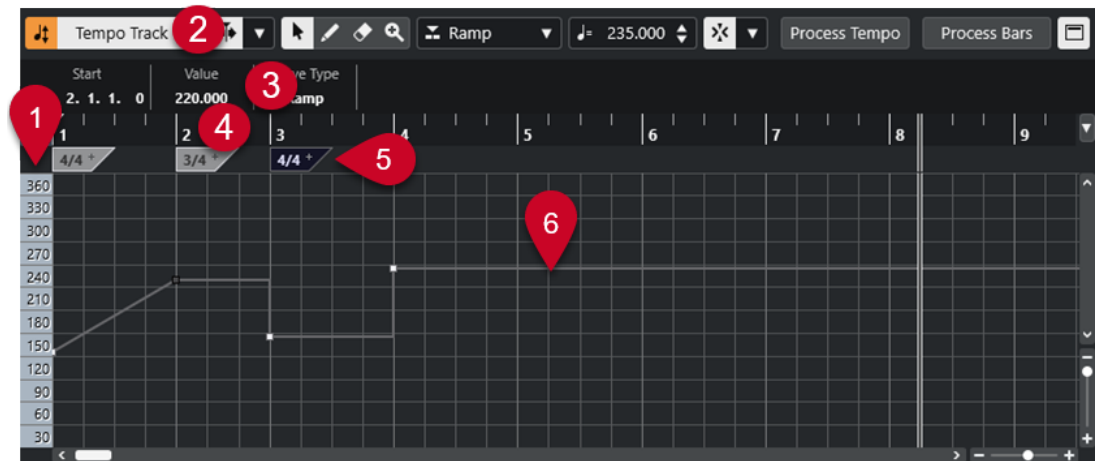 Tempo Track 2 Ramp 235.000 Process Tempo Process Bars
Start Value Type
2. 1. 1. 0 220.000 3
1 4
1 2 3 4 5 6 7 8 9
4/4 + 3/4 + 4/4 + 5
360
330
300 6
270
240
210
180
150
120
90
60
30